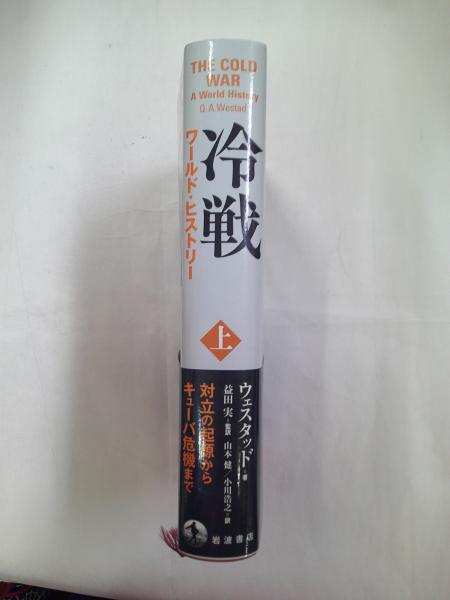 THE COLD
WAR
A World History
O. A. Westad
冷戦
ワールド・ヒストリー
上
ウェスタッド=著
益田 実=監訳 山本 健/小川浩之=訳
対立の起源から
キューバ危機まで
岩波書店